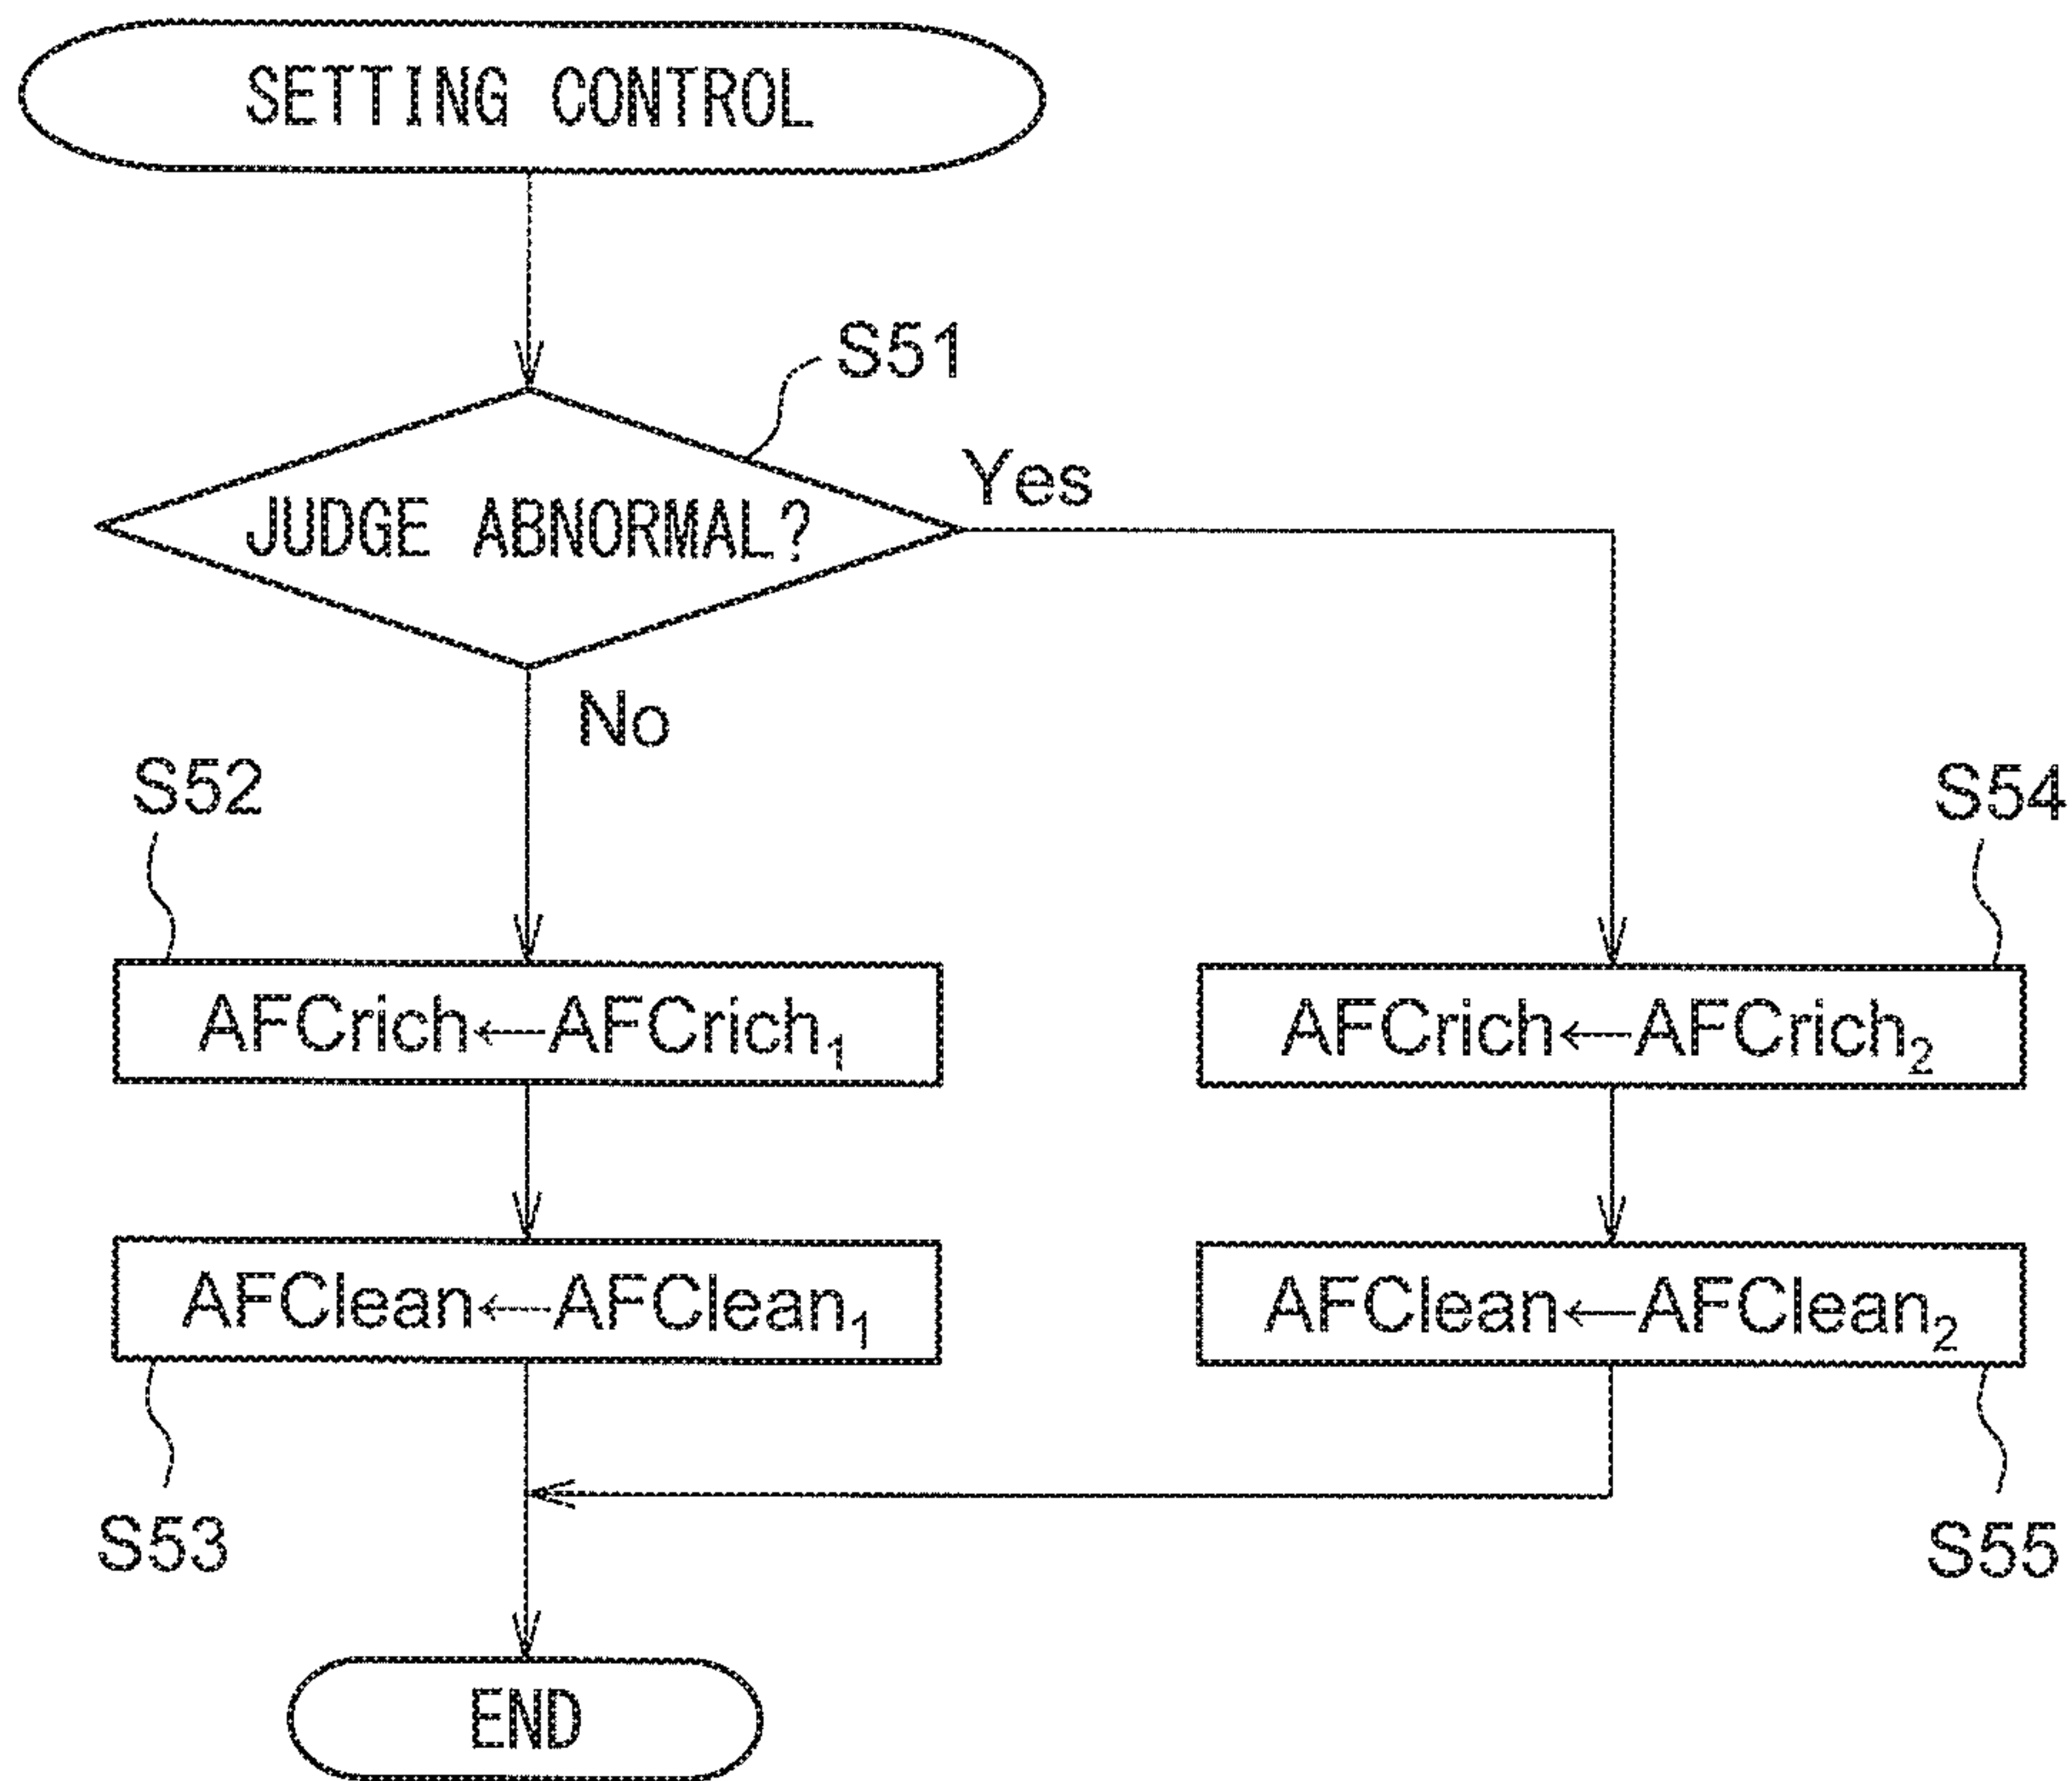 SETTING CONTROL
S51
JUDGE ABNORMAL?
Yes
No
S52
S54
AFCrich←AFCrich₁
AFCrich←AFCrich₂
AFClean←AFClean₁
AFClean←AFClean₂
S53
S55
END